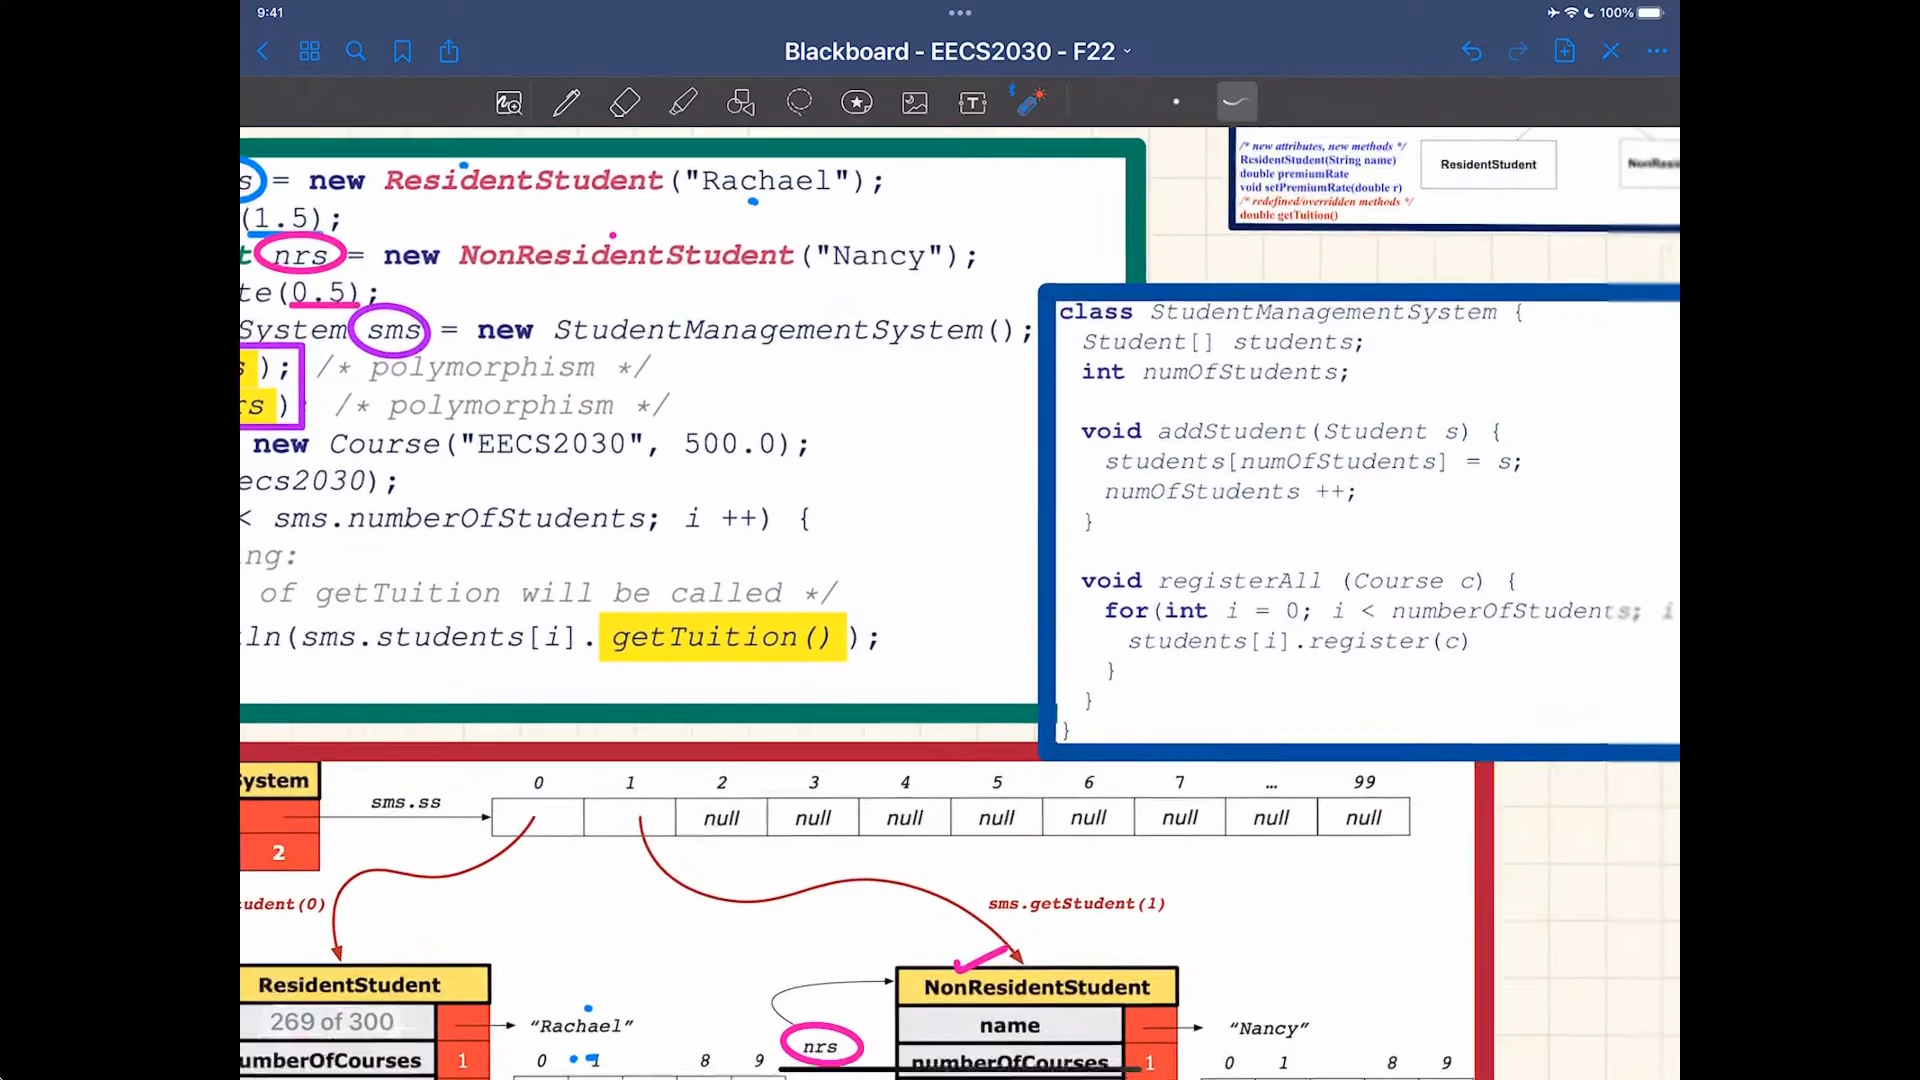 9:41
100%
Blackboard - EECS2030 - F22
s = new ResidentStudent("Rachael");
(1.5);
t nrs = new NonResidentStudent("Nancy");
te(0.5);
System sms = new StudentManagementSystem();
s ); /* polymorphism */
rs ) /* polymorphism */
new Course("EECS2030", 500.0);
ecs2030);
< sms.numberOfStudents; i ++) {
ng:
of getTuition will be called */
ln(sms.students[i].getTuition());
/* new attributes, new methods */
ResidentStudent(String name)
double premiumRate
void setPremiumRate(double r)
/* redefined/overridden methods */
double getTuition()
ResidentStudent
NonResi
class StudentManagementSystem {
Student[] students;
int numOfStudents;
void addStudent(Student s) {
students[numOfStudents] = s;
numOfStudents ++;
}
void registerAll (Course c) {
for(int i = 0; i < numberOfStudents; i
students[i].register(c)
}
}
}
System
2
sms.ss
0 1 2 3 4 5 6 7 … 99
null null null null null null null null
udent(0)
sms.getStudent(1)
ResidentStudent
269 of 300
umberOfCourses
1
"Rachael"
0 1 8 9
nrs
NonResidentStudent
name
numberOfCourses
1
"Nancy"
0 1 8 9